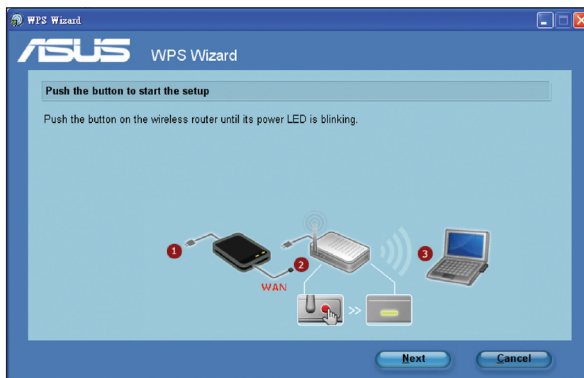 WPS Wizard
ASUS WPS Wizard
Push the button to start the setup
Push the button on the wireless router until its power LED is blinking.
1
2
3
WAN
>>
Next
Cancel